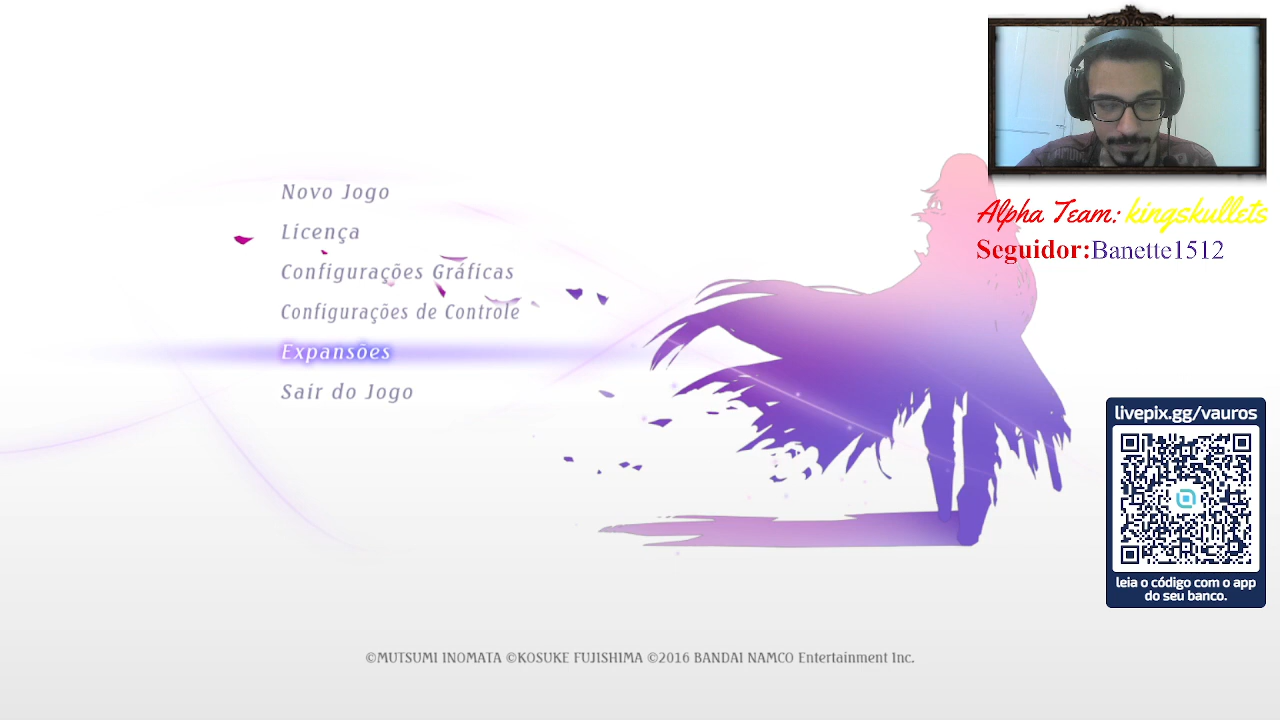 Novo Jogo
Licença
Configurações Gráficas
Configurações de Controle
Expansões
Sair do Jogo
Alpha Team: kingskullets
Seguidor:Banette1512
livepix.gg/vauros
leia o código com o app
do seu banco.
©MUTSUMI INOMATA ©KOSUKE FUJISHIMA ©2016 BANDAI NAMCO Entertainment Inc.